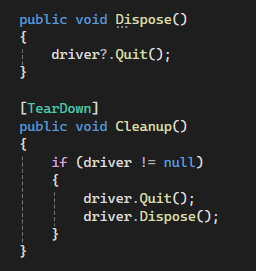 public void Dispose()
{
    driver?.Quit();
}

[TearDown]
public void Cleanup()
{
    if (driver != null)
    {
        driver.Quit();
        driver.Dispose();
    }
}